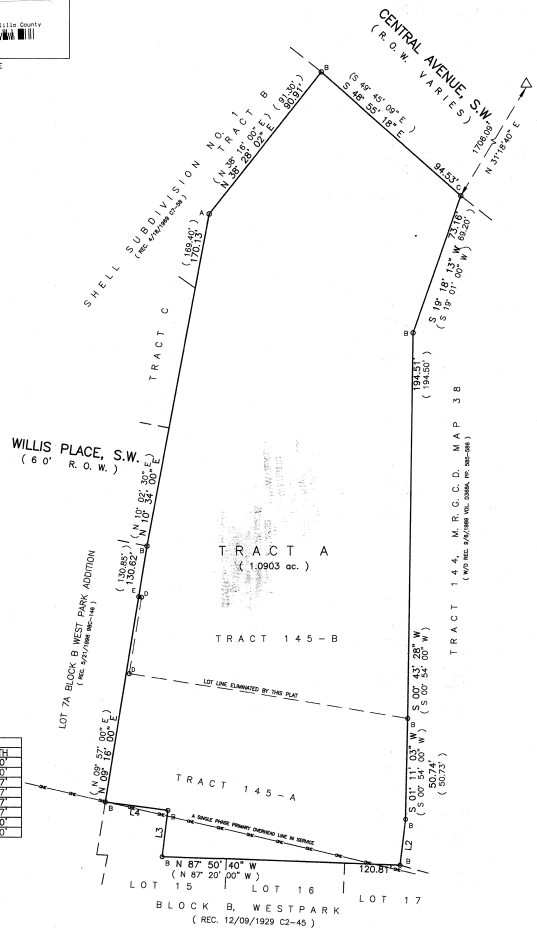 lillo County
E
CENTRAL AVENUE, S.W.
( R. O. W. VARIES )
B
(S 49° 45' 09" E)
S 48° 55' 18" E
94.53'
C
1706.09'
N 31°18'40" E
SHELL SUBDIVISION NO. 1
TRACT B
(REC. 4/18/1989 C7-58)
(N 38° 16' 00" E) (91.30')
N 38° 28' 02" E 90.91'
A
73.16'
69.20')
S 19° 18' 13" W
(S 19° 01' 00" W)
B
(169.40')
170.13'
TRACT C
194.51'
(194.50')
TRACT 144, M.R.G.C.D. MAP 38
(W/D REC. 9/6/1989 VOL. D388A, PP. 585-586)
WILLIS PLACE, S.W.
( 60' R. O. W. )
(N 10° 02' 30" E)
N 10° 34' 00" E
B
(130.85')
130.62'
E
D
TRACT A
( 1.0903 ac. )
LOT 7A BLOCK B WEST PARK ADDITION
( REC. 5/21/1998 98C-146 )
TRACT 145-B
D
LOT LINE ELIMINATED BY THIS PLAT
S 00° 43' 28" W
(S 00° 54' 00" W)
B
(N 09° 57' 00" E)
N 09° 16' 00" E
TRACT 145-A
S 01° 11' 03" W
(S 00° 54' 00" W)
50.74'
(50.73')
TH
B
L4
B
A SINGLE PHASE PRIMARY OVERHEAD LINE IN SERVICE
B
L3
L2
B
N 87° 50' 40" W
120.81'
B
(N 87° 20' 00" W)
LOT 15
LOT 16
LOT 17
BLOCK B, WESTPARK
( REC. 12/09/1929 C2-45 )